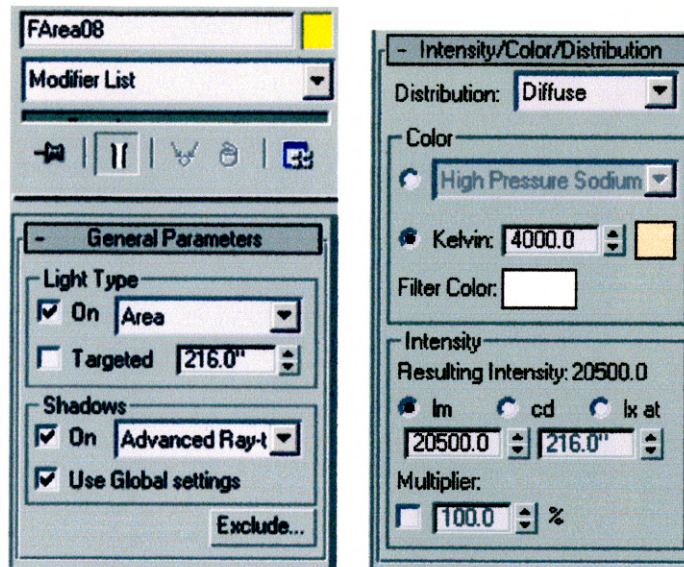 FArea08
Modifier List
- General Parameters
Light Type
On Area
Targeted 216.0"
Shadows
On Advanced Ray-t
Use Global settings
Exclude...
- Intensity/Color/Distribution
Distribution: Diffuse
Color
High Pressure Sodium
Kelvin: 4000.0
Filter Color:
Intensity
Resulting Intensity: 20500.0
lm cd lx at
20500.0 216.0"
Multiplier:
100.0 %